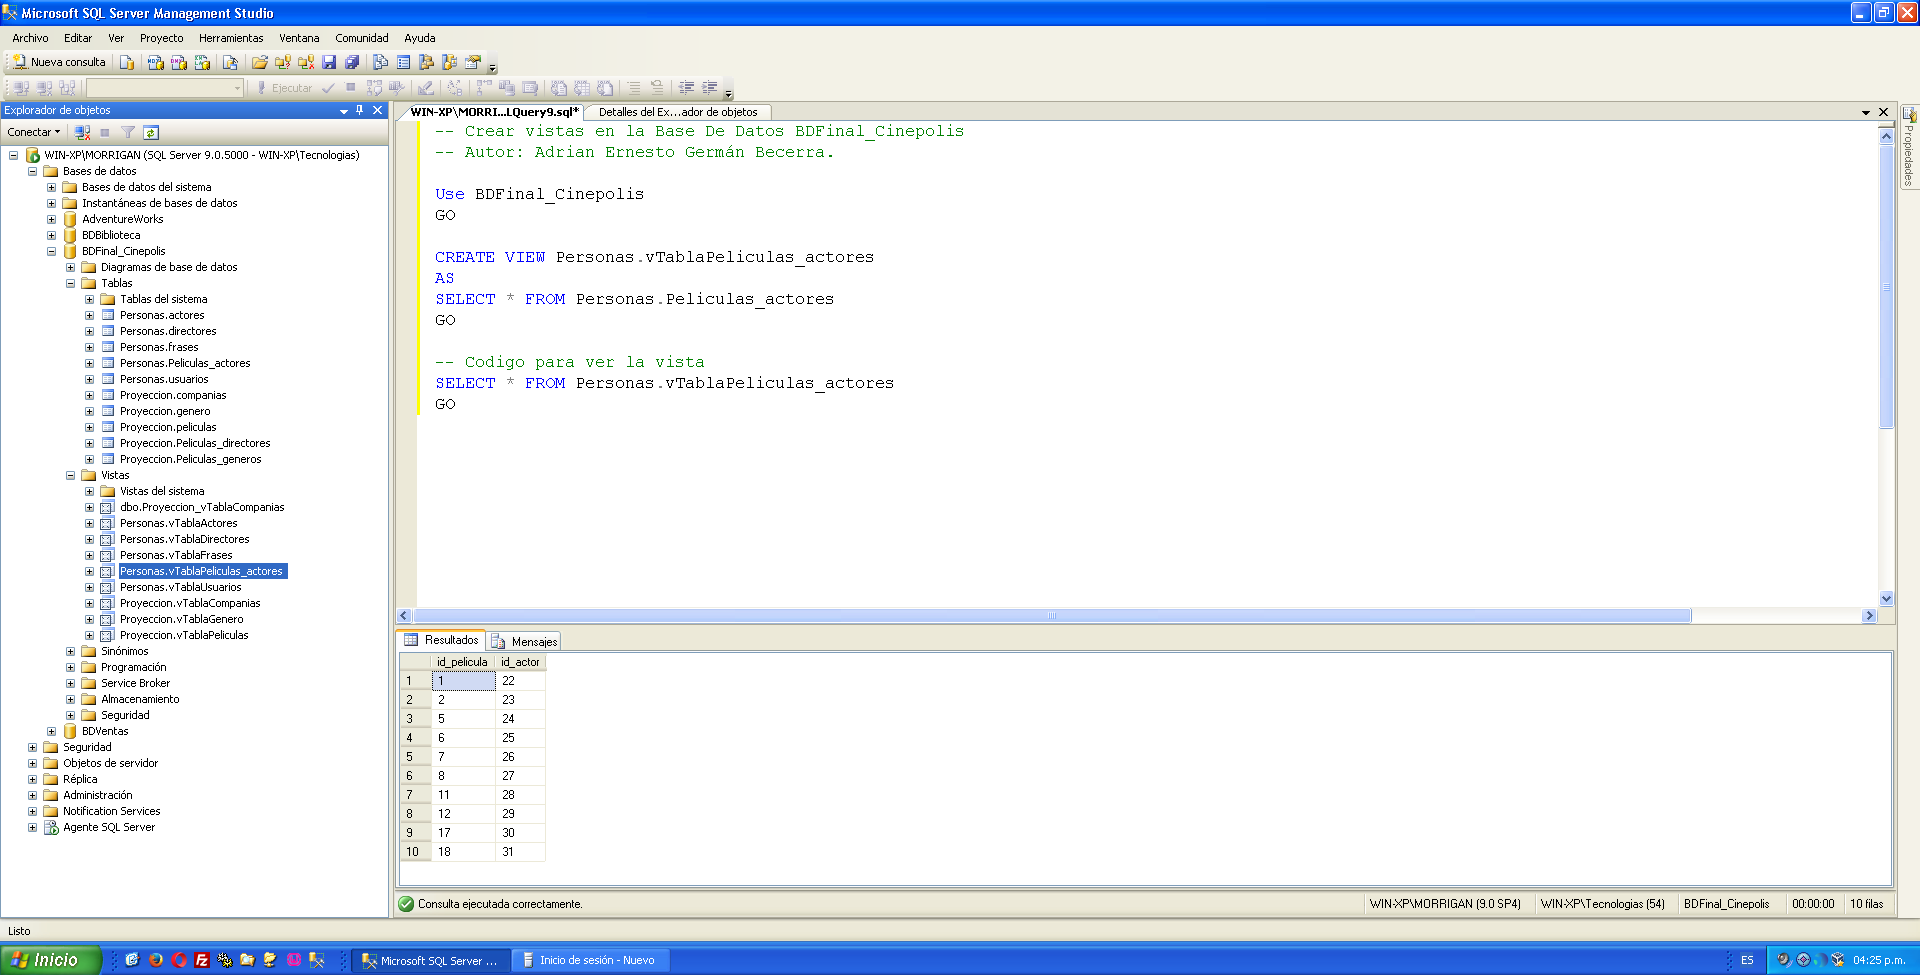 Microsoft SQL Server Management Studio
Archivo Editar Ver Proyecto Herramientas Ventana Comunidad Ayuda
Nueva consulta
Ejecutar
Explorador de objetos
Conectar
WIN-XP\MORRIGAN (SQL Server 9.0.5000 - WIN-XP\Tecnologias)
Bases de datos
Bases de datos del sistema
Instantáneas de bases de datos
AdventureWorks
BDBiblioteca
BDFinal_Cinepolis
Diagramas de base de datos
Tablas
Tablas del sistema
Personas.actores
Personas.directores
Personas.frases
Personas.Peliculas_actores
Personas.usuarios
Proyeccion.companias
Proyeccion.genero
Proyeccion.peliculas
Proyeccion.Peliculas_directores
Proyeccion.Peliculas_generos
Vistas
Vistas del sistema
dbo.Proyeccion_vTablaCompanias
Personas.vTablaActores
Personas.vTablaDirectores
Personas.vTablaFrases
Personas.vTablaPeliculas_actores
Personas.vTablaUsuarios
Proyeccion.vTablaCompanias
Proyeccion.vTablaGenero
Proyeccion.vTablaPeliculas
Sinónimos
Programación
Service Broker
Almacenamiento
Seguridad
BDVentas
Seguridad
Objetos de servidor
Réplica
Administración
Notification Services
Agente SQL Server
WIN-XP\MORRI...LQuery9.sql* Detalles del Ex...ador de objetos
-- Crear vistas en la Base De Datos BDFinal_Cinepolis
-- Autor: Adrian Ernesto Germán Becerra.
Use BDFinal_Cinepolis
GO
CREATE VIEW Personas.vTablaPeliculas_actores
AS
SELECT * FROM Personas.Peliculas_actores
GO
-- Codigo para ver la vista
SELECT * FROM Personas.vTablaPeliculas_actores
GO
Propiedades
Resultados Mensajes
id_pelicula id_actor
1 1 22
2 2 23
3 5 24
4 6 25
5 7 26
6 8 27
7 11 28
8 12 29
9 17 30
10 18 31
Consulta ejecutada correctamente. WIN-XP\MORRIGAN (9.0 SP4) WIN-XP\Tecnologias (54) BDFinal_Cinepolis 00:00:00 10 filas
Listo
Inicio Microsoft SQL Server ... Inicio de sesión - Nuevo ES 04:25 p.m.